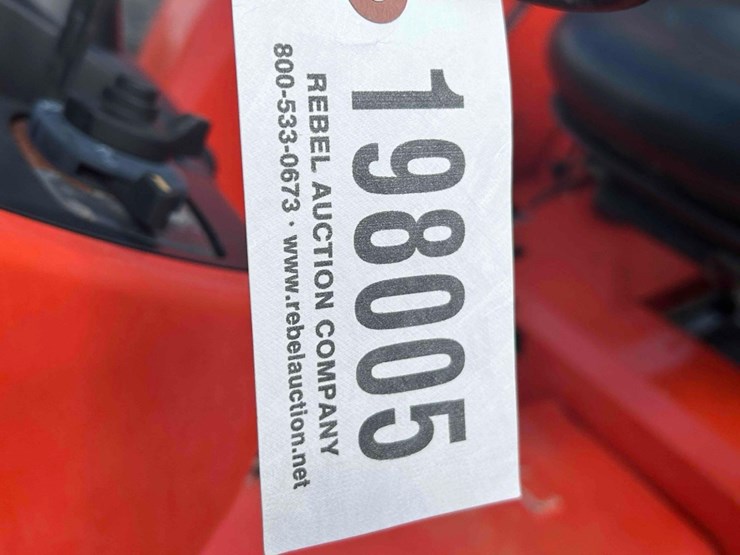 198005
REBEL AUCTION COMPANY
800-533-0673 · www.rebelauction.net